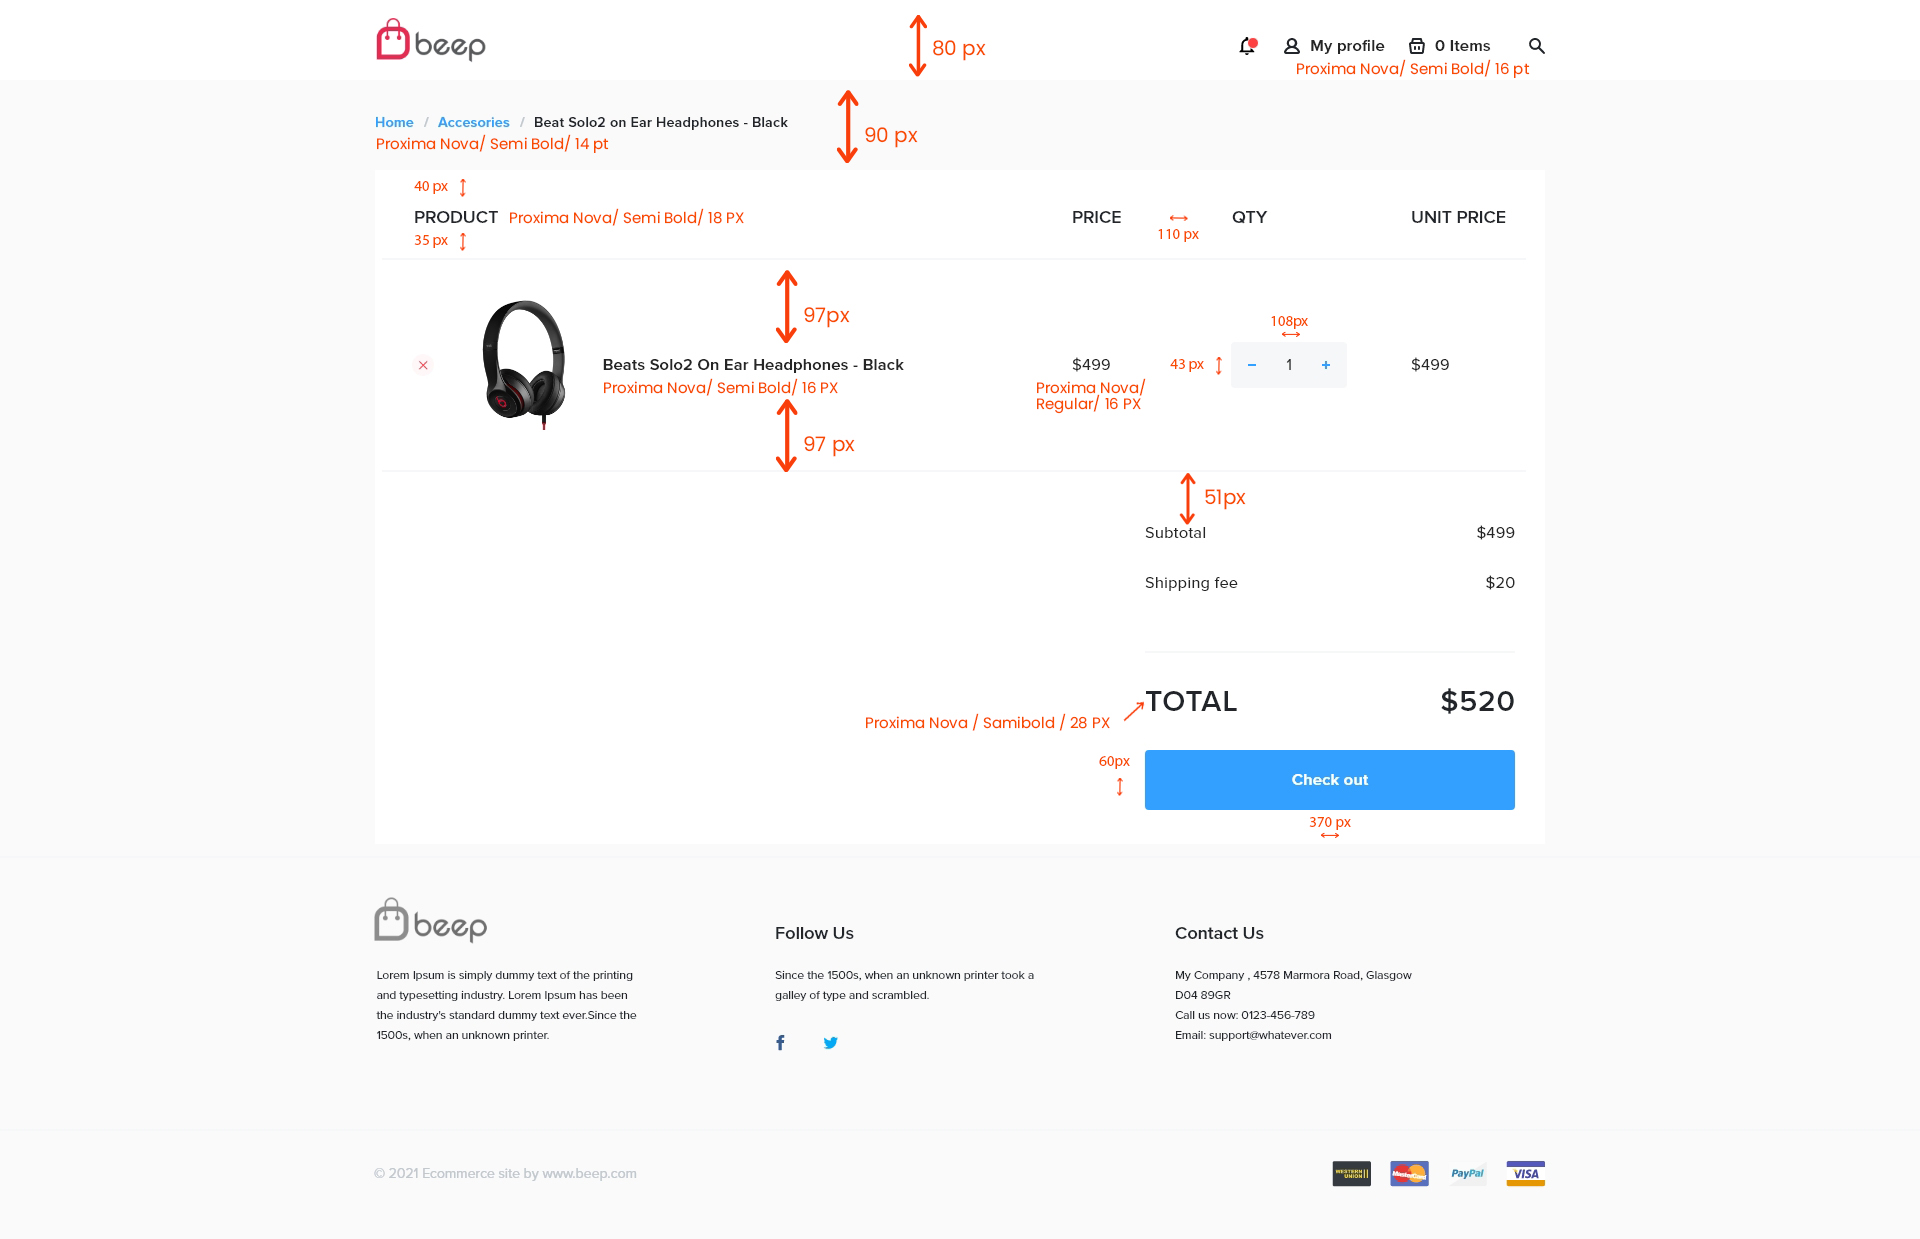 beep
80 px
My profile
0 Items
Proxima Nova/ Semi Bold/ 16 pt
Home / Accesories / Beat Solo2 on Ear Headphones - Black
90 px
Proxima Nova/ Semi Bold/ 14 pt
40 px
PRODUCT Proxima Nova/ Semi Bold/ 18 PX
PRICE
QTY
UNIT PRICE
35 px
110 px
97px
108px
Beats Solo2 On Ear Headphones - Black
$499
43 px
− 1 +
$499
Proxima Nova/ Semi Bold/ 16 PX
Proxima Nova/
Regular/ 16 PX
97 px
51px
Subtotal $499
Shipping fee $20
TOTAL $520
Proxima Nova / Samibold / 28 PX
60px
Check out
370 px
beep
Lorem Ipsum is simply dummy text of the printing
and typesetting industry. Lorem Ipsum has been
the industry's standard dummy text ever.Since the
1500s, when an unknown printer.
Follow Us
Since the 1500s, when an unknown printer took a
galley of type and scrambled.
Contact Us
My Company , 4578 Marmora Road, Glasgow
D04 89GR
Call us now: 0123-456-789
Email: support@whatever.com
© 2021 Ecommerce site by www.beep.com
WESTERN
UNION
MasterCard
PayPal
VISA